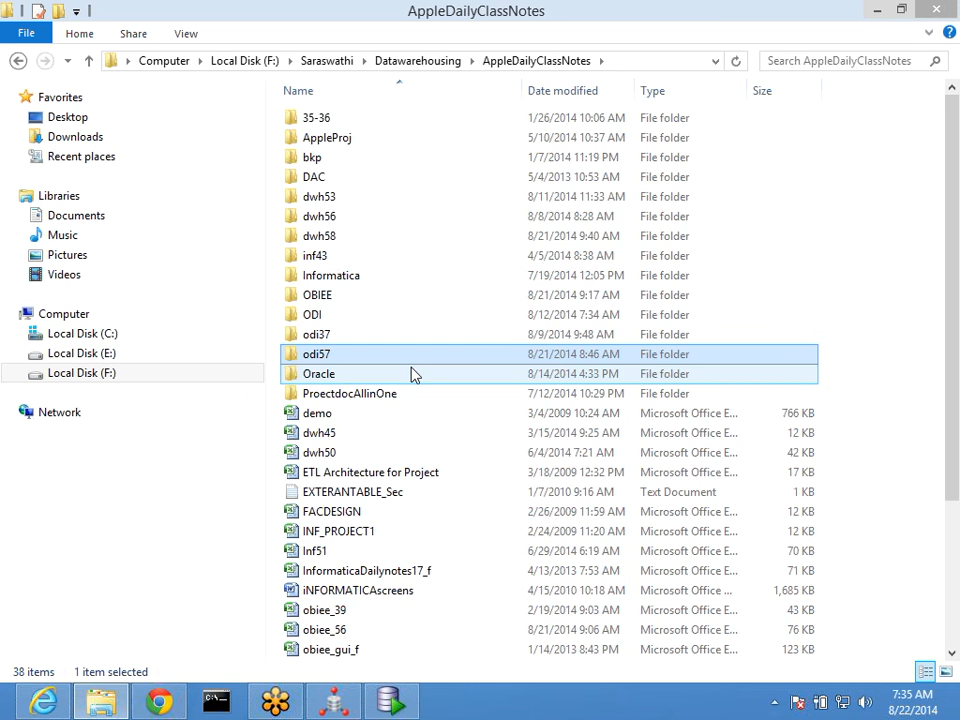 AppleDailyClassNotes
File Home Share View
Computer Local Disk (F:) Saraswathi Datawarehousing AppleDailyClassNotes Search AppleDailyClassNotes
Name Date modified Type Size
Favorites
Desktop
Downloads
Recent places
Libraries
Documents
Music
Pictures
Videos
Computer
Local Disk (C:)
Local Disk (E:)
Local Disk (F:)
Network
35-36 1/26/2014 10:06 AM File folder
AppleProj 5/10/2014 10:37 AM File folder
bkp 1/7/2014 11:19 PM File folder
DAC 5/4/2013 10:53 AM File folder
dwh53 8/11/2014 11:33 AM File folder
dwh56 8/8/2014 8:28 AM File folder
dwh58 8/21/2014 9:40 AM File folder
inf43 4/5/2014 8:38 AM File folder
Informatica 7/19/2014 12:05 PM File folder
OBIEE 8/21/2014 9:17 AM File folder
ODI 8/12/2014 7:34 AM File folder
odi37 8/9/2014 9:48 AM File folder
odi57 8/21/2014 8:46 AM File folder
Oracle 8/14/2014 4:33 PM File folder
ProectdocAllinOne 7/12/2014 10:29 PM File folder
demo 3/4/2009 10:24 AM Microsoft Office E... 766 KB
dwh45 3/15/2014 9:25 AM Microsoft Office E... 12 KB
dwh50 6/4/2014 7:21 AM Microsoft Office E... 42 KB
ETL Architecture for Project 3/18/2009 12:32 PM Microsoft Office E... 17 KB
EXTERANTABLE_Sec 1/7/2010 9:16 AM Text Document 1 KB
FACDESIGN 2/26/2009 11:59 AM Microsoft Office E... 12 KB
INF_PROJECT1 2/24/2009 11:20 AM Microsoft Office E... 12 KB
Inf51 6/29/2014 6:19 AM Microsoft Office E... 70 KB
InformaticaDailynotes17_f 4/13/2013 7:53 AM Microsoft Office E... 71 KB
iNFORMATICAscreens 4/15/2010 10:18 AM Microsoft Office ... 1,685 KB
obiee_39 2/19/2014 9:03 AM Microsoft Office E... 43 KB
obiee_56 8/21/2014 9:06 AM Microsoft Office E... 76 KB
obiee_gui_f 1/14/2013 8:43 PM Microsoft Office E... 123 KB
38 items 1 item selected
7:35 AM
8/22/2014